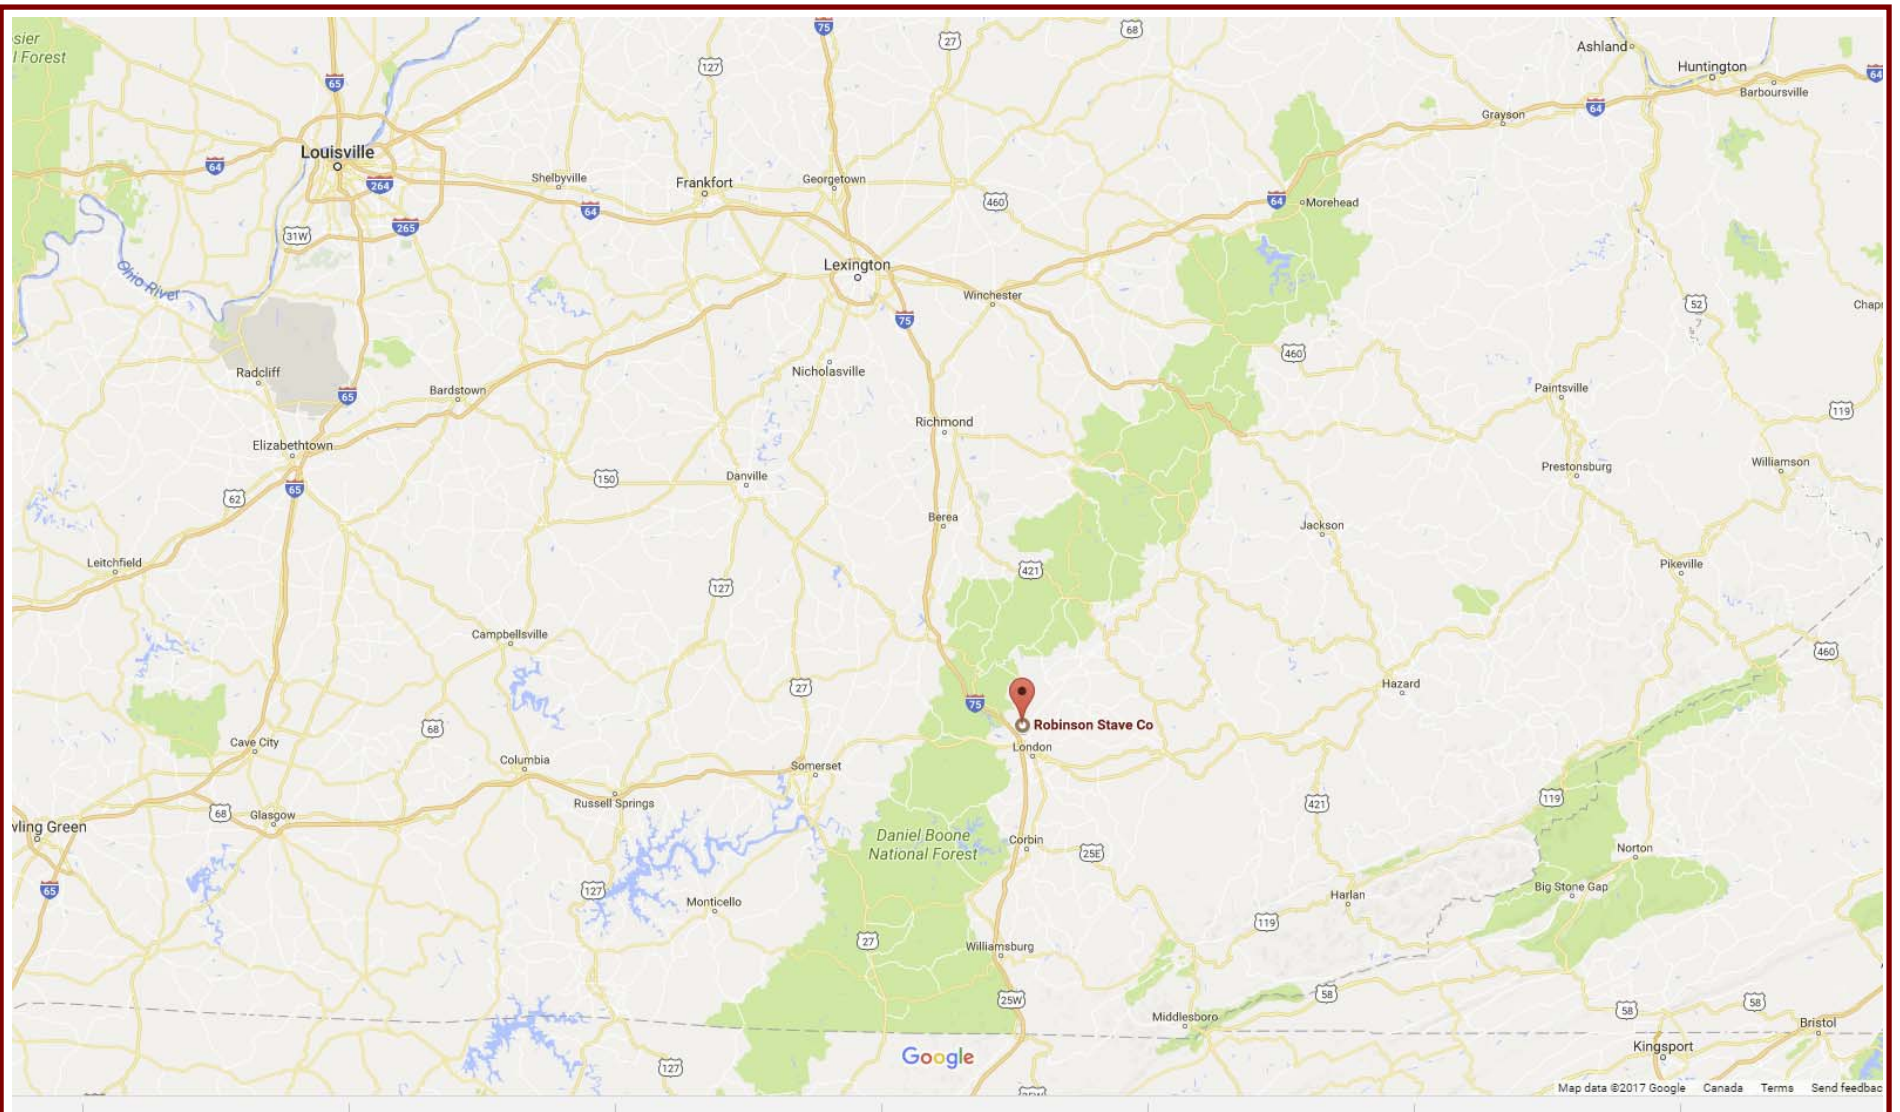 sier
l Forest
75
27
68
Ashland
Huntington
64
127
65
Barboursville
64
Grayson
Louisville
64
264
Shelbyville
Frankfort
Georgetown
64
460
64
Morehead
265
31W
Ohio River
Lexington
Winchester
52
Chap
75
460
Radcliff
Nicholasville
Bardstown
65
Paintsville
119
Richmond
Elizabethtown
Williamson
Prestonsburg
Danville
150
65
62
Berea
Jackson
Leitchfield
421
Pikeville
127
Campbellsville
460
Hazard
27
75
Robinson Stave Co
68
Cave City
London
Columbia
Somerset
119
Russell Springs
421
68
Glasgow
wling Green
Daniel Boone
National Forest
Corbin
25E
Norton
65
127
Big Stone Gap
Harlan
Monticello
119
27
Williamsburg
25W
58
58
58
Middlesboro
Bristol
Kingsport
Google
127
Map data ©2017 Google Canada Terms Send feedbac
25W